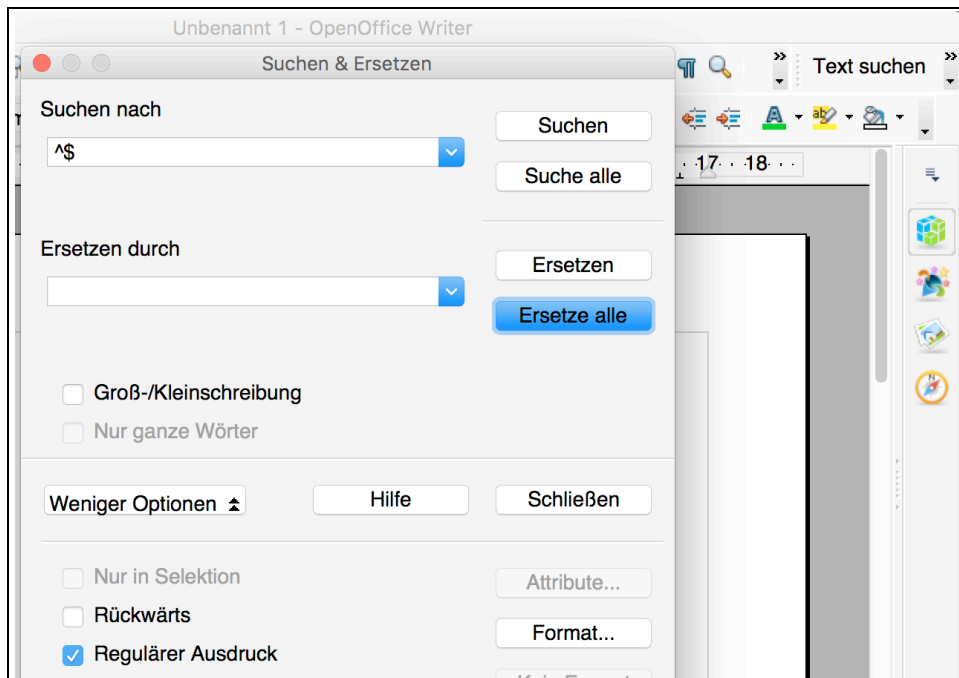 Unbenannt 1 - OpenOffice Writer
Suchen & Ersetzen
Text suchen
Suchen nach
Suchen
^$
Suche alle
17 18
Ersetzen durch
Ersetzen
Ersetze alle
Groß-/Kleinschreibung
Nur ganze Wörter
Weniger Optionen
Hilfe
Schließen
Nur in Selektion
Attribute...
Rückwärts
Format...
Regulärer Ausdruck